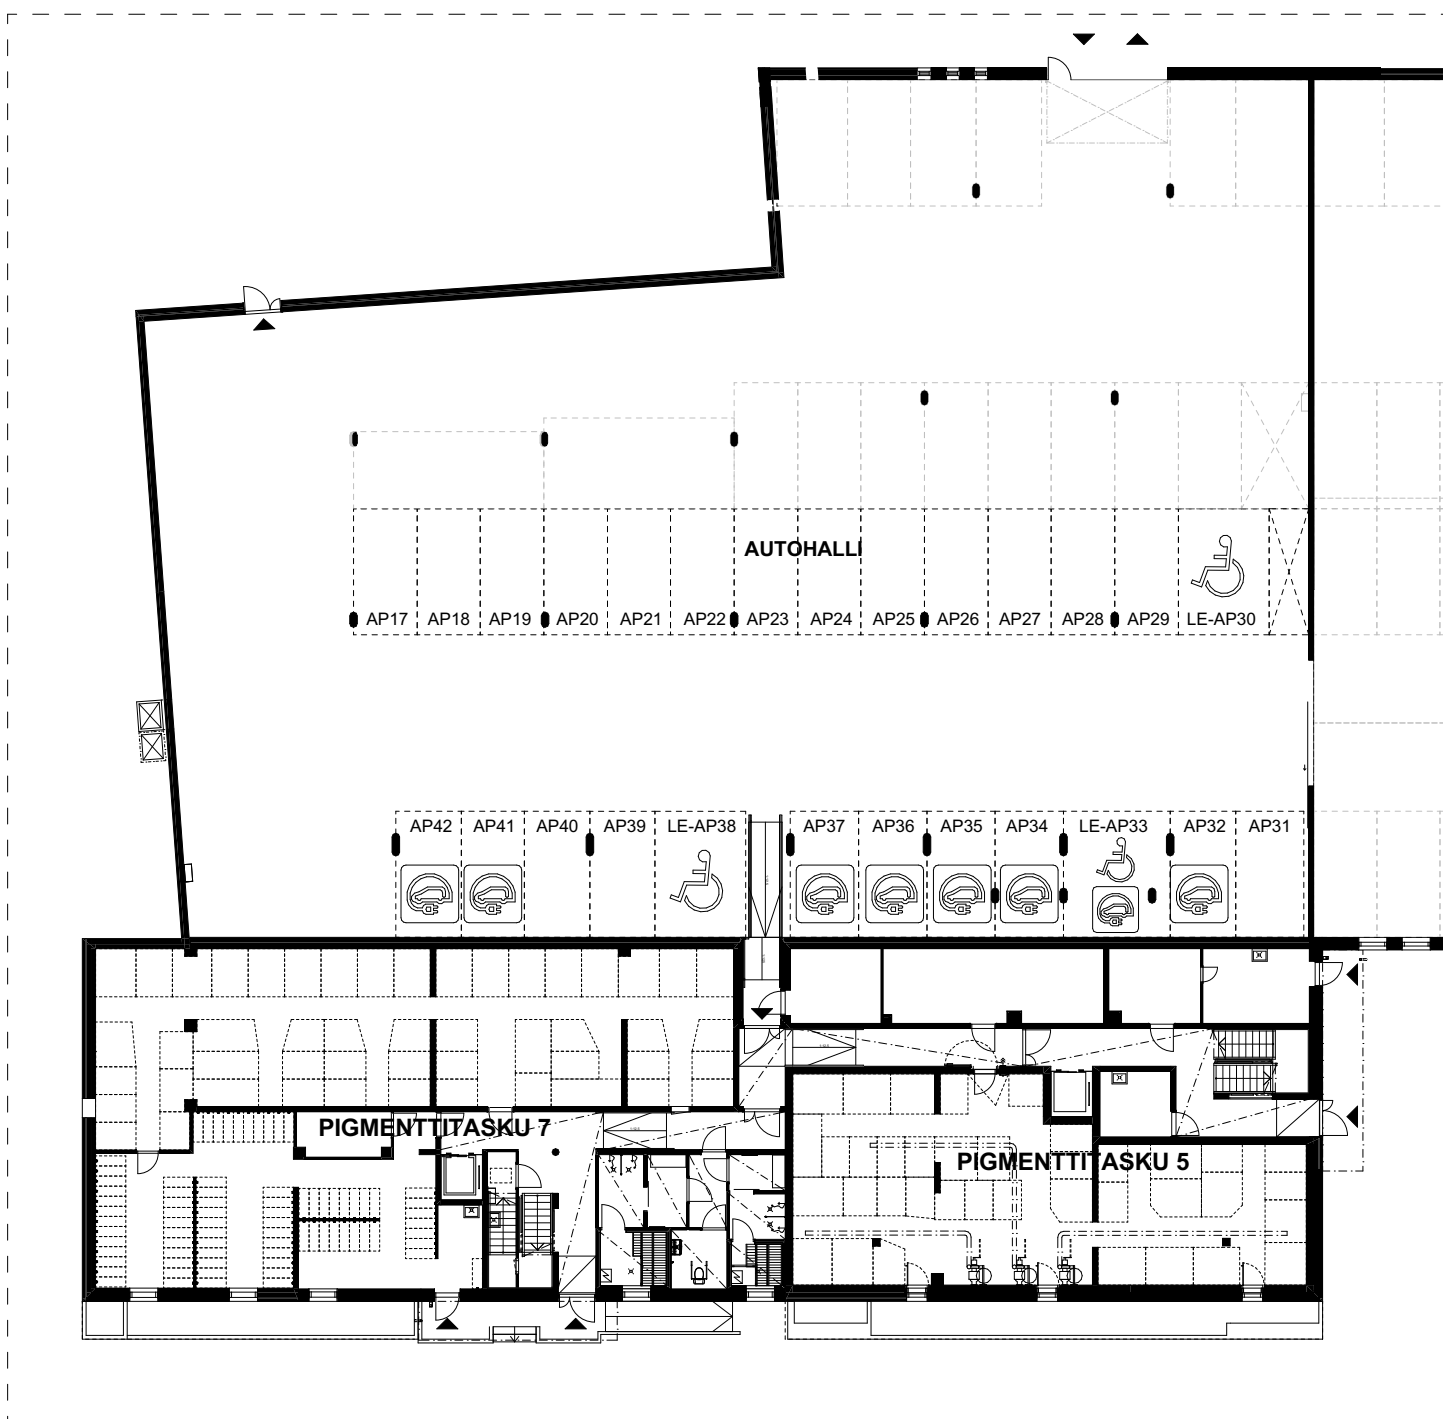 AUTOHALLI
AP17 AP18 AP19 AP20 AP21 AP22 AP23 AP24 AP25 AP26 AP27 AP28 AP29 LE-AP30
AP42 AP41 AP40 AP39 LE-AP38 AP37 AP36 AP35 AP34 LE-AP33 AP32 AP31
PIGMENTTITASKU 7
PIGMENTTITASKU 5